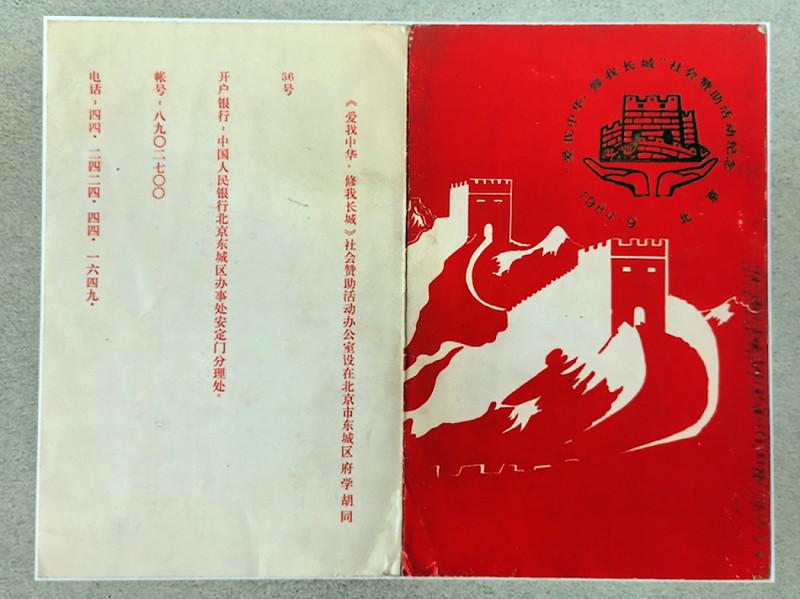 《爱我中华·修我长城》社会赞助活动办公室设在北京市东城区府学胡同
36号
开户银行：中国人民银行北京东城区办事处安定门分理处。
帐号：八九〇二七〇〇
电话：四四·二四二四·四四·一六四九·
“爱我中华，修我长城”社会赞助活动纪念
1984·9 北京